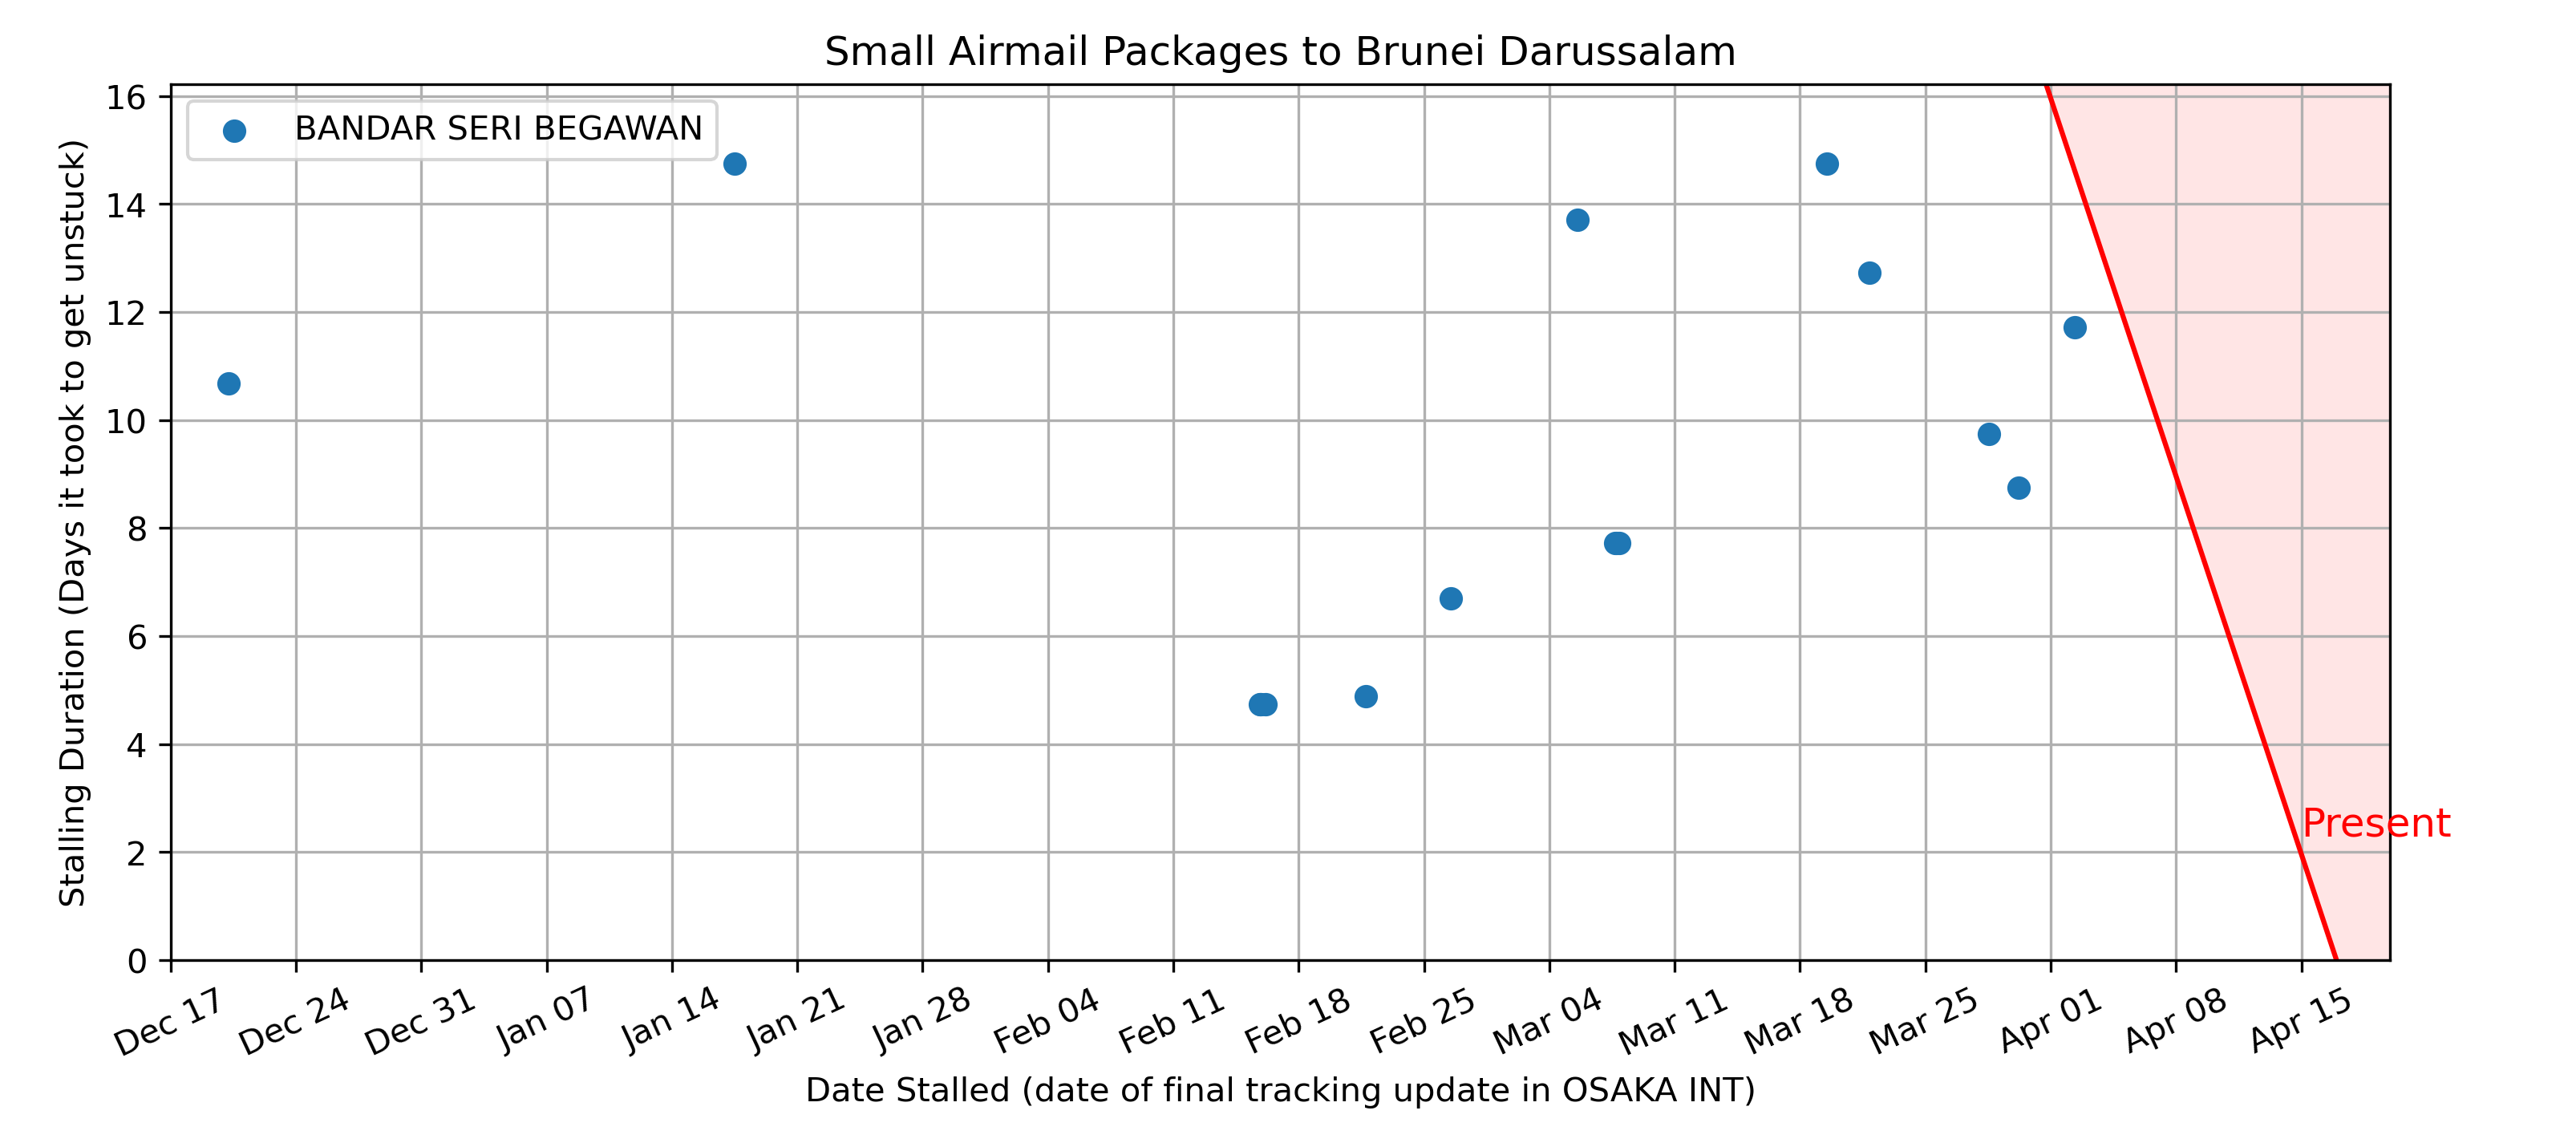 Small Airmail Packages to Brunei Darussalam
BANDAR SERI BEGAWAN
Stalling Duration (Days it took to get unstuck)
16
14
12
10
8
6
4
2
0
Present
Dec 17
Dec 24
Dec 31
Jan 07
Jan 14
Jan 21
Jan 28
Feb 04
Feb 11
Feb 18
Feb 25
Mar 04
Mar 11
Mar 18
Mar 25
Apr 01
Apr 08
Apr 15
Date Stalled (date of final tracking update in OSAKA INT)